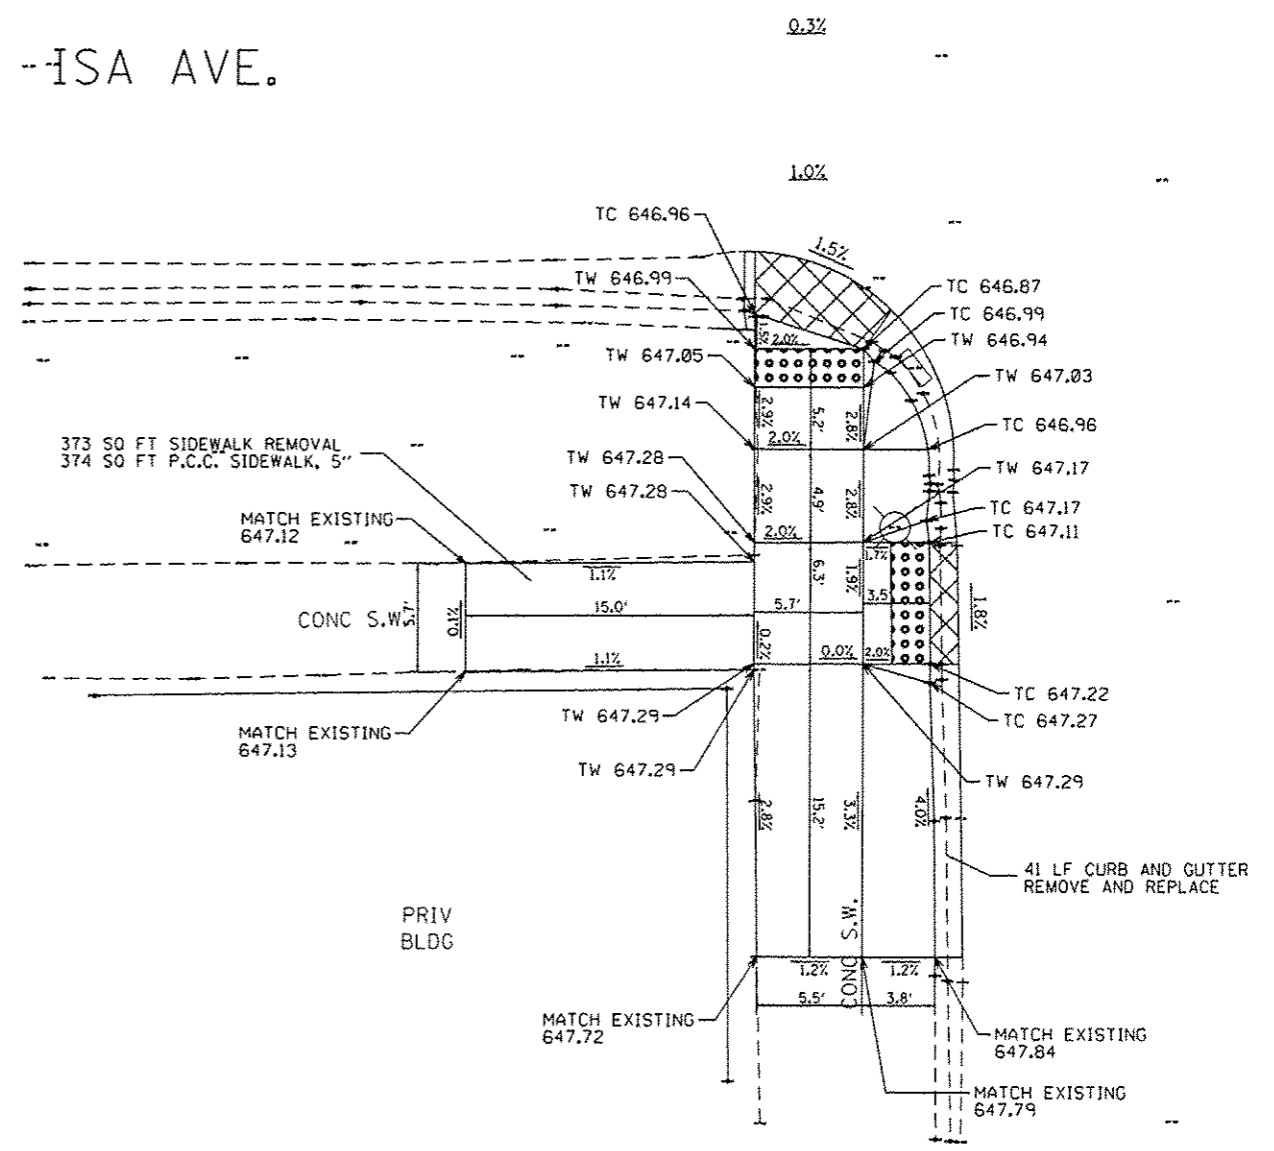 0.3%
ISA AVE.
1.0%
TC 646.96
1.5%
TW 646.99
TC 646.87
TC 646.99
TW 646.94
1.5%
2.0%
TW 647.05
TW 647.03
TW 647.14
2.9%
5.2'
2.8%
TC 646.96
2.0%
373 SQ FT SIDEWALK REMOVAL
374 SQ FT P.C.C. SIDEWALK, 5"
TW 647.28
TW 647.17
TW 647.28
2.9%
4.9'
2.8%
TC 647.17
MATCH EXISTING
647.12
2.0%
TC 647.11
1.7%
1.1%
6.3'
1.9%
3.5
15.0'
5.7'
1.8%
CONC S.W.
5.7'
0.1%
0.2%
0.0%
2.0%
1.1%
TC 647.22
TW 647.29
TC 647.27
MATCH EXISTING
647.13
TW 647.29
TW 647.29
2.8%
15.2'
3.3%
4.0%
41 LF CURB AND GUTTER
REMOVE AND REPLACE
PRIV
BLDG
CONC S.W.
1.2%
1.2%
5.5'
3.8'
MATCH EXISTING
647.72
MATCH EXISTING
647.84
MATCH EXISTING
647.79